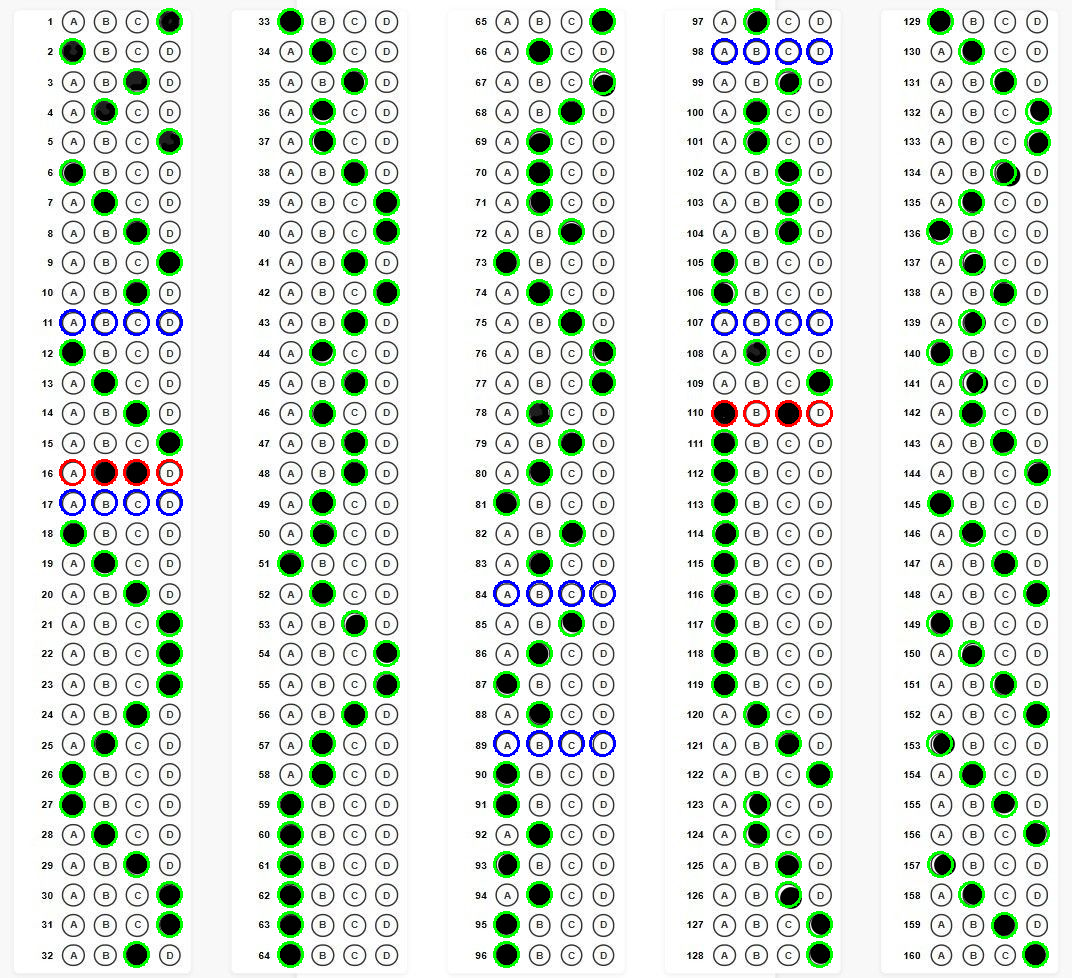 1 A B C
2 B C D
3 A B D
4 A C D
5 A B C
6 B C D
7 A C D
8 A B D
9 A B C
10 A B D
11 A B C D
12 B C D
13 A C D
14 A B D
15 A B C
16 A D
17 A B C D
18 B C D
19 A C D
20 A B D
21 A B C
22 A B C
23 A B C
24 A B D
25 A C D
26 B C D
27 B C D
28 A C D
29 A B D
30 A B C
31 A B C
32 A B D
33 B C D
34 A C D
35 A B D
36 A C D
37 A C D
38 A B D
39 A B C
40 A B C
41 A B D
42 A B C
43 A B D
44 A C D
45 A B D
46 A C D
47 A B D
48 A B D
49 A C D
50 A C D
51 B C D
52 A C D
53 A B D
54 A B C
55 A B C
56 A B D
57 A C D
58 A C D
59 B C D
60 B C D
61 B C D
62 B C D
63 B C D
64 B C D
65 A B C
66 A C D
67 A B C
68 A B D
69 A C D
70 A C D
71 A C D
72 A B D
73 B C D
74 A C D
75 A B D
76 A B C
77 A B C
78 A C D
79 A B D
80 A C D
81 B C D
82 A B D
83 A C D
84 A B C D
85 A B D
86 A C D
87 B C D
88 A C D
89 A B C D
90 B C D
91 B C D
92 A C D
93 B C D
94 A C D
95 B C D
96 B C D
97 A C D
98 A B C D
99 A B D
100 A C D
101 A C D
102 A B D
103 A B D
104 A B D
105 B C D
106 B C D
107 A B C D
108 A C D
109 A B C
110 B D
111 B C D
112 B C D
113 B C D
114 B C D
115 B C D
116 B C D
117 B C D
118 B C D
119 B C D
120 A C D
121 A B D
122 A B C
123 A C D
124 A C D
125 A B D
126 A B D
127 A B C
128 A B C
129 B C D
130 A C D
131 A B D
132 A B C
133 A B C
134 A B D
135 A C D
136 B C D
137 A C D
138 A B D
139 A C D
140 B C D
141 A C D
142 A C D
143 A B D
144 A B C
145 B C D
146 A C D
147 A B D
148 A B C
149 B C D
150 A C D
151 A B D
152 A B C
153 B C D
154 A C D
155 A B D
156 A B C
157 B C D
158 A C D
159 A B D
160 A B C